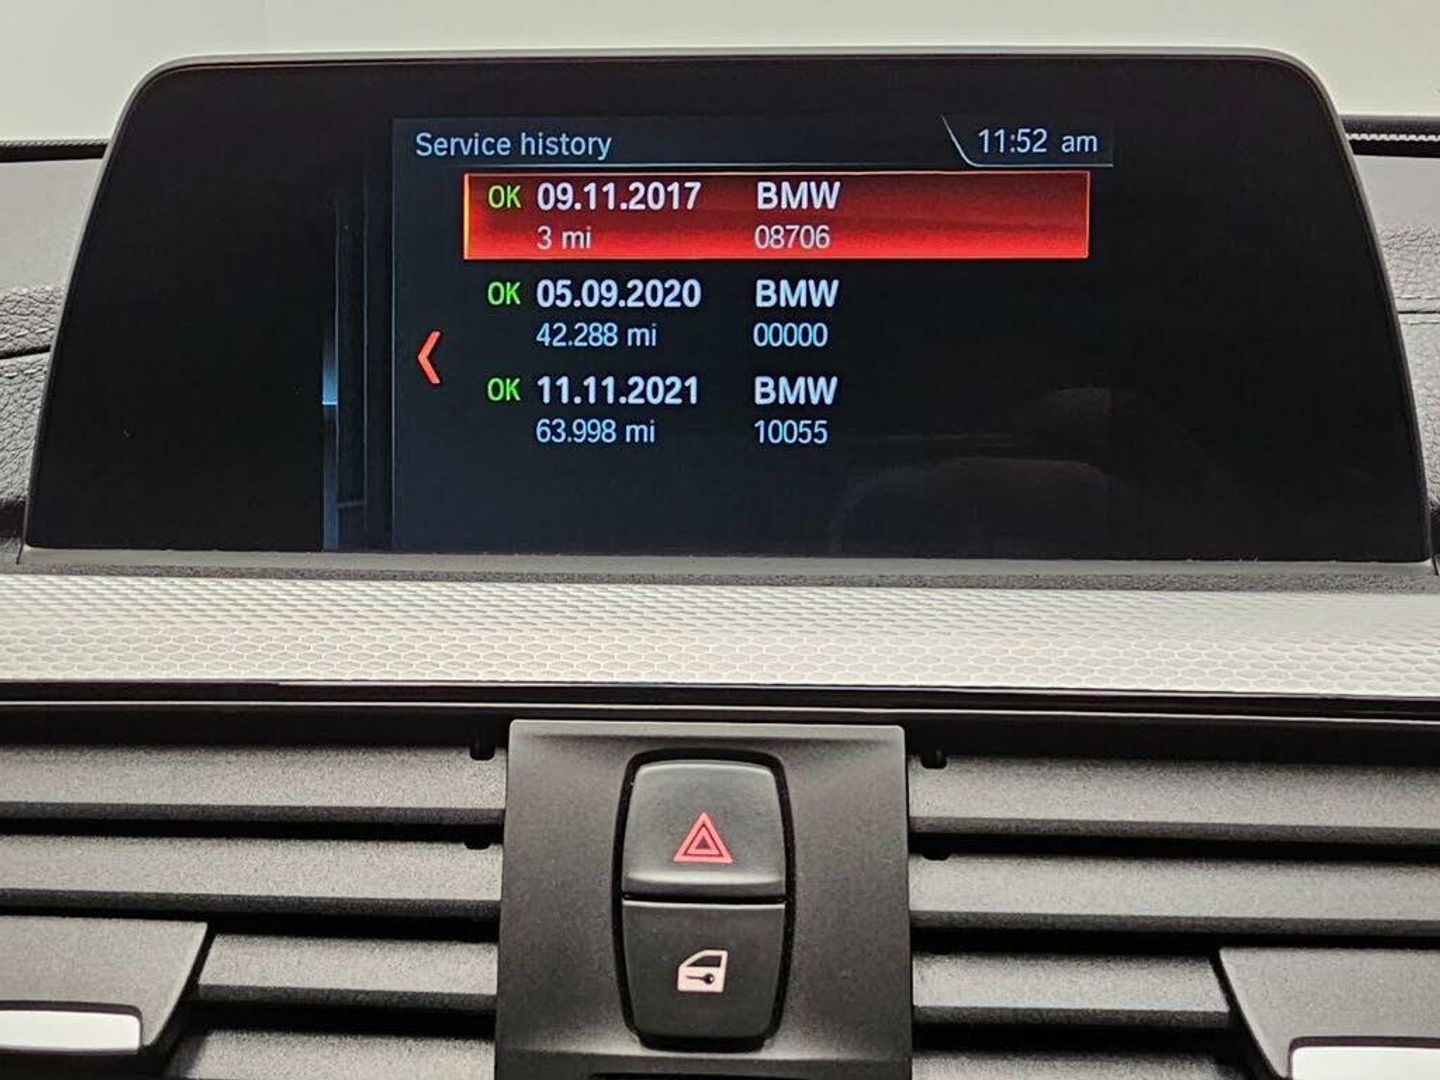 Service history 11:52 am
OK 09.11.2017 BMW
3 mi 08706
OK 05.09.2020 BMW
42.288 mi 00000
OK 11.11.2021 BMW
63.998 mi 10055